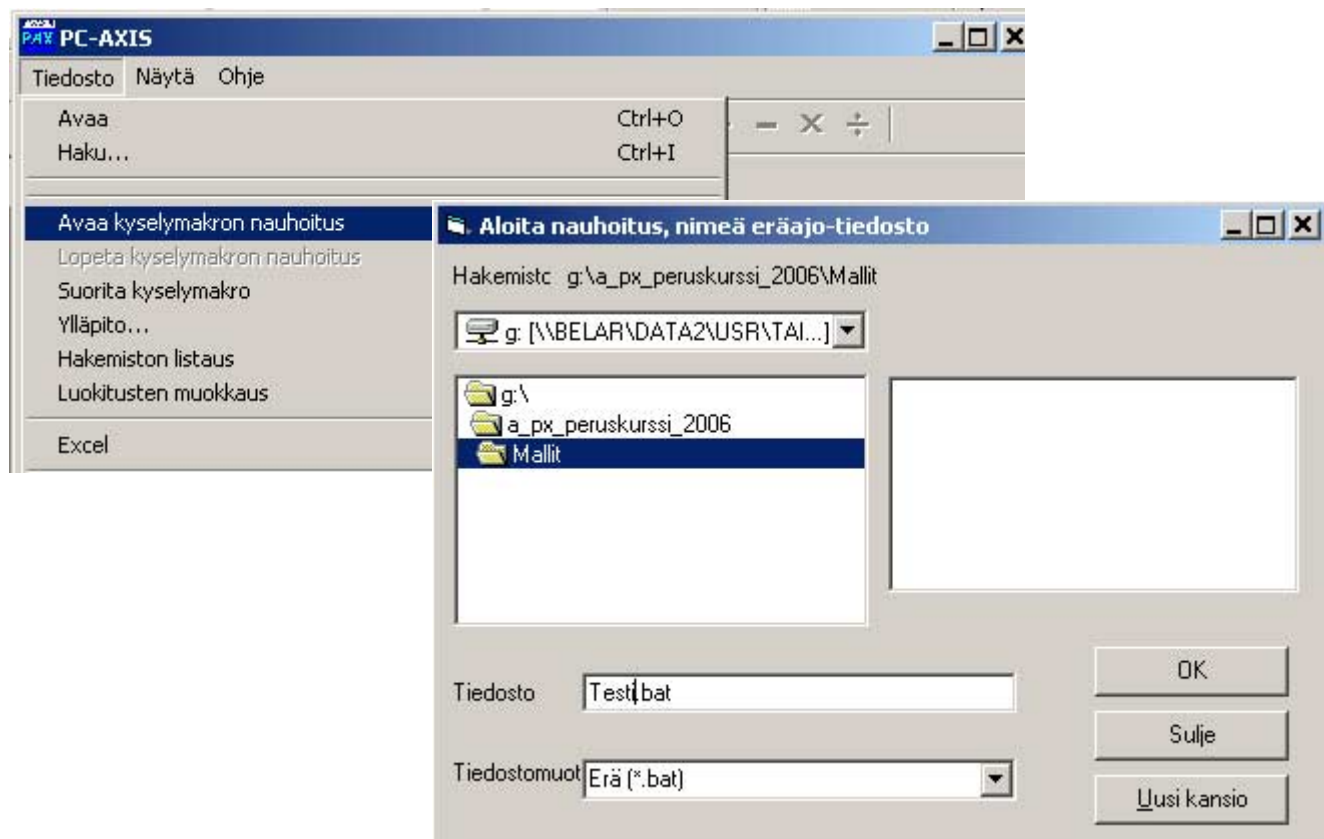 PAX PC-AXIS
Tiedosto Näytä Ohje
Avaa Ctrl+O
Haku... Ctrl+I
Avaa kyselymakron nauhoitus
Lopeta kyselymakron nauhoitus
Suorita kyselymakro
Ylläpito...
Hakemiston listaus
Luokitusten muokkaus
Excel
Aloita nauhoitus, nimeä eräajo-tiedosto
Hakemistc g:\a_px_peruskurssi_2006\Mallit
g: [\\BELAR\DATA2\USR\TAI...]
g:\
a_px_peruskurssi_2006
Mallit
Tiedosto Testi.bat
Tiedostomuot Erä (*.bat)
OK
Sulje
Uusi kansio